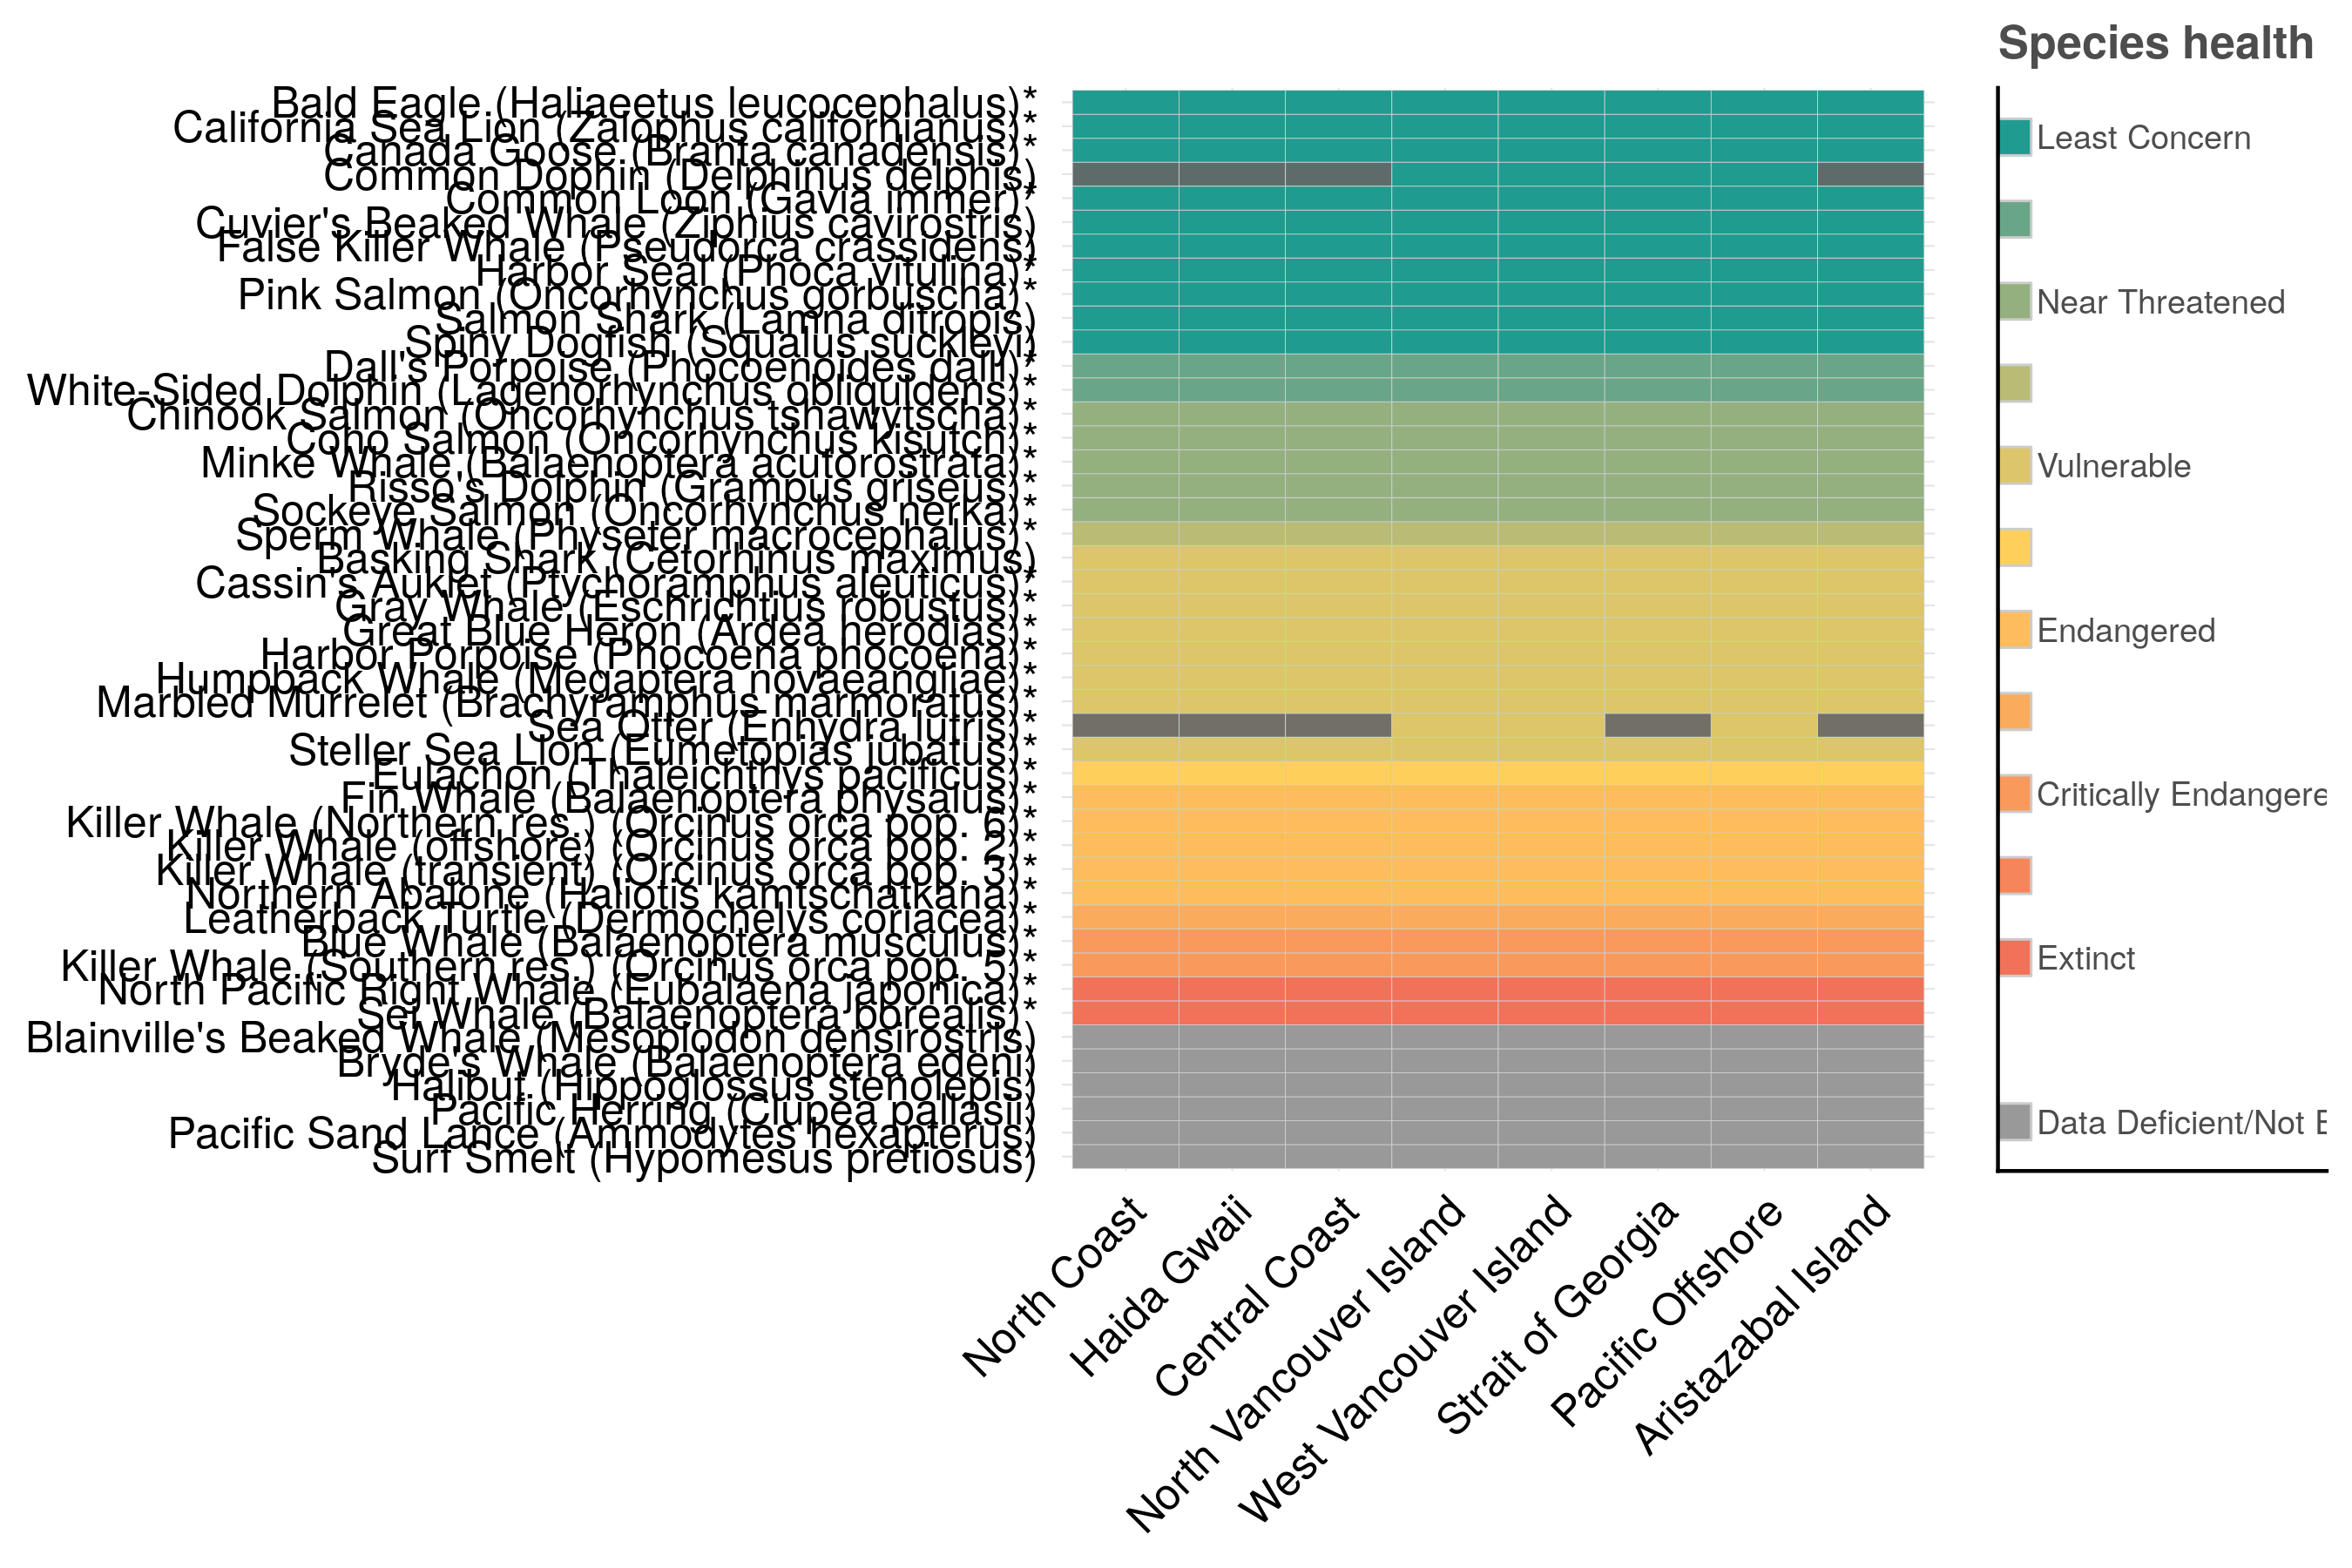 Species health
Bald Eagle (Haliaeetus leucocephalus)*
California Sea Lion (Zalophus californianus)*
Canada Goose (Branta canadensis)*
Common Dophin (Delphinus delphis)
Common Loon (Gavia immer)*
Cuvier's Beaked Whale (Ziphius cavirostris)
False Killer Whale (Pseudorca crassidens)
Harbor Seal (Phoca vitulina)*
Pink Salmon (Oncorhynchus gorbuscha)*
Salmon Shark (Lamna ditropis)
Spiny Dogfish (Squalus suckleyi)
Dall's Porpoise (Phocoenoides dalli)*
White-Sided Dolphin (Lagenorhynchus obliquidens)*
Chinook Salmon (Oncorhynchus tshawytscha)*
Coho Salmon (Oncorhynchus kisutch)*
Minke Whale (Balaenoptera acutorostrata)*
Risso's Dolphin (Grampus griseus)*
Sockeye Salmon (Oncorhynchus nerka)*
Sperm Whale (Physeter macrocephalus)*
Basking Shark (Cetorhinus maximus)
Cassin's Auklet (Ptychoramphus aleuticus)*
Gray Whale (Eschrichtius robustus)*
Great Blue Heron (Ardea herodias)*
Harbor Porpoise (Phocoena phocoena)*
Humpback Whale (Megaptera novaeangliae)*
Marbled Murrelet (Brachyramphus marmoratus)*
Sea Otter (Enhydra lutris)*
Steller Sea Lion (Eumetopias jubatus)*
Eulachon (Thaleichthys pacificus)*
Fin Whale (Balaenoptera physalus)*
Killer Whale (Northern res.) (Orcinus orca pop. 6)*
Killer Whale (offshore) (Orcinus orca pop. 2)*
Killer Whale (transient) (Orcinus orca pop. 3)*
Northern Abalone (Haliotis kamtschatkana)*
Leatherback Turtle (Dermochelys coriacea)*
Blue Whale (Balaenoptera musculus)*
Killer Whale (Southern res.) (Orcinus orca pop. 5)*
North Pacific Right Whale (Eubalaena japonica)*
Sei Whale (Balaenoptera borealis)*
Blainville's Beaked Whale (Mesoplodon densirostris)
Bryde's Whale (Balaenoptera edeni)
Halibut (Hippoglossus stenolepis)
Pacific Herring (Clupea pallasii)
Pacific Sand Lance (Ammodytes hexapterus)
Surf Smelt (Hypomesus pretiosus)
North Coast
Haida Gwaii
Central Coast
North Vancouver Island
West Vancouver Island
Strait of Georgia
Pacific Offshore
Aristazabal Island
Least Concern
Near Threatened
Vulnerable
Endangered
Critically Endangere
Extinct
Data Deficient/Not E